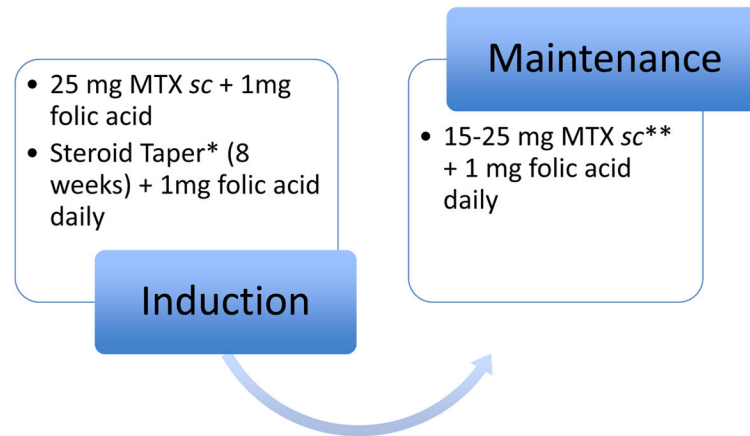 • 25 mg MTX sc + 1mg
folic acid
• Steroid Taper* (8
weeks) + 1mg folic acid
daily
Induction
Maintenance
• 15-25 mg MTX sc**
+ 1 mg folic acid
daily